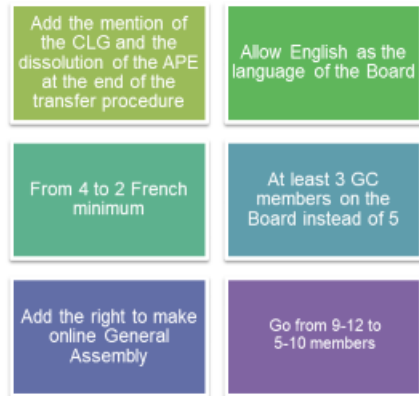 Add the mention of
the CLG and the
dissolution of the APE
at the end of the
transfer procedure
Allow English as the
language of the Board
From 4 to 2 French
minimum
At least 3 GC
members on the
Board instead of 5
Add the right to make
online General
Assembly
Go from 9-12 to
5-10 members